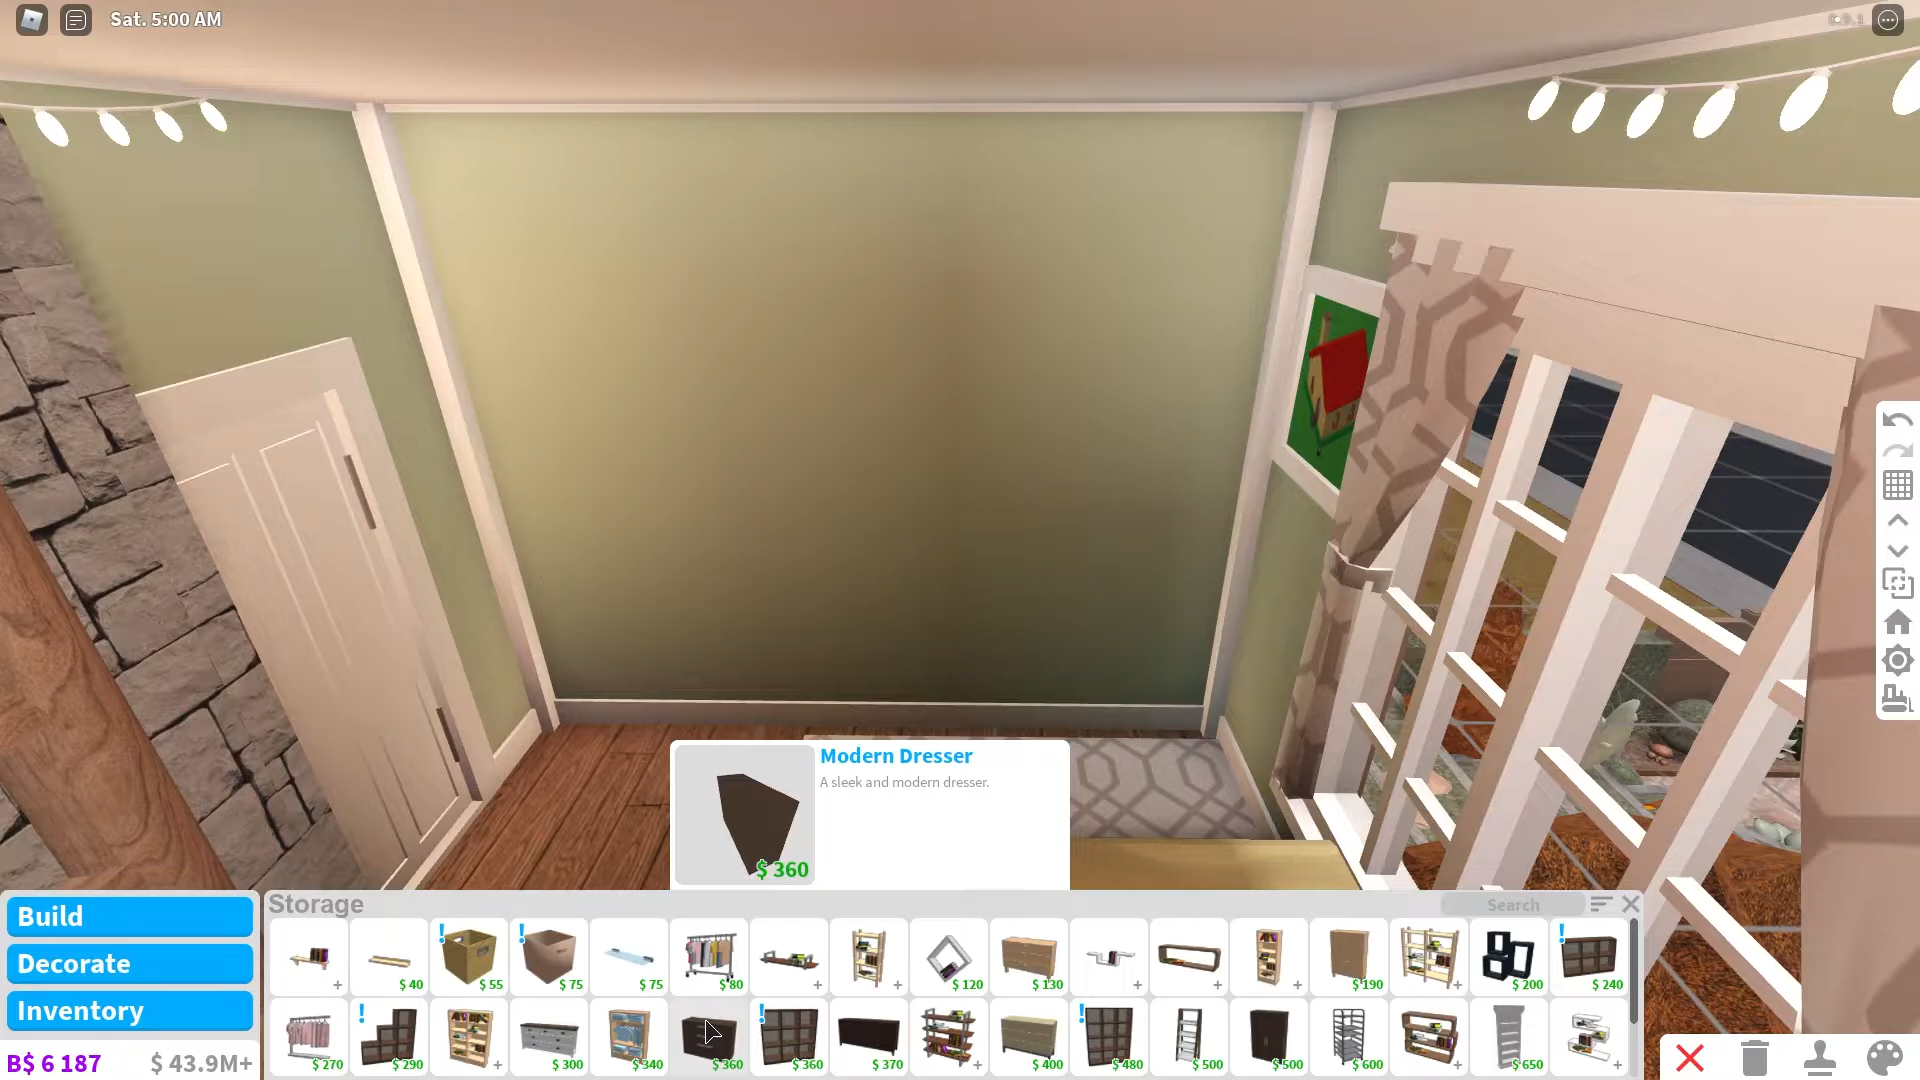 Sat. 5:00 AM
Modern Dresser
A sleek and modern dresser.
$ 360
Storage
Search
Build
Decorate
Inventory
B$ 6 187
$ 43.9M+
+
$ 40
! $ 55
! $ 75
$ 75
$ 80
+
+
$ 120
$ 130
+
+
+
$ 190
+
$ 200
! $ 240
$ 270
! $ 290
+
$ 300
$ 340
$ 360
! $ 360
$ 370
+
$ 400
! $ 480
$ 500
$ 500
$ 600
+
$ 650
+